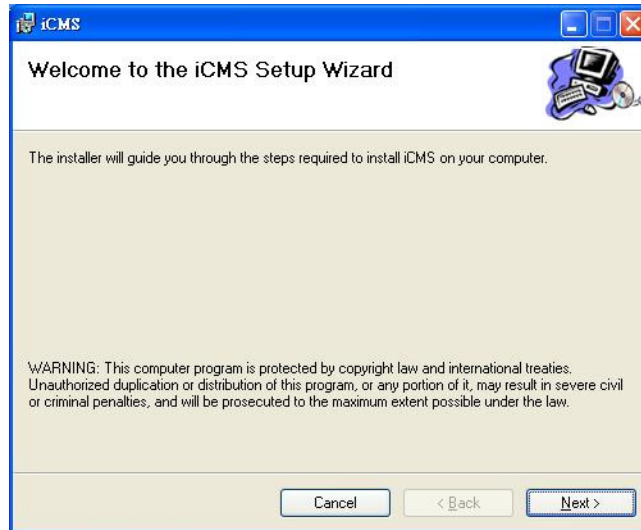 iCMS
Welcome to the iCMS Setup Wizard
The installer will guide you through the steps required to install iCMS on your computer.
WARNING: This computer program is protected by copyright law and international treaties.
Unauthorized duplication or distribution of this program, or any portion of it, may result in severe civil
or criminal penalties, and will be prosecuted to the maximum extent possible under the law.
Cancel
< Back
Next >